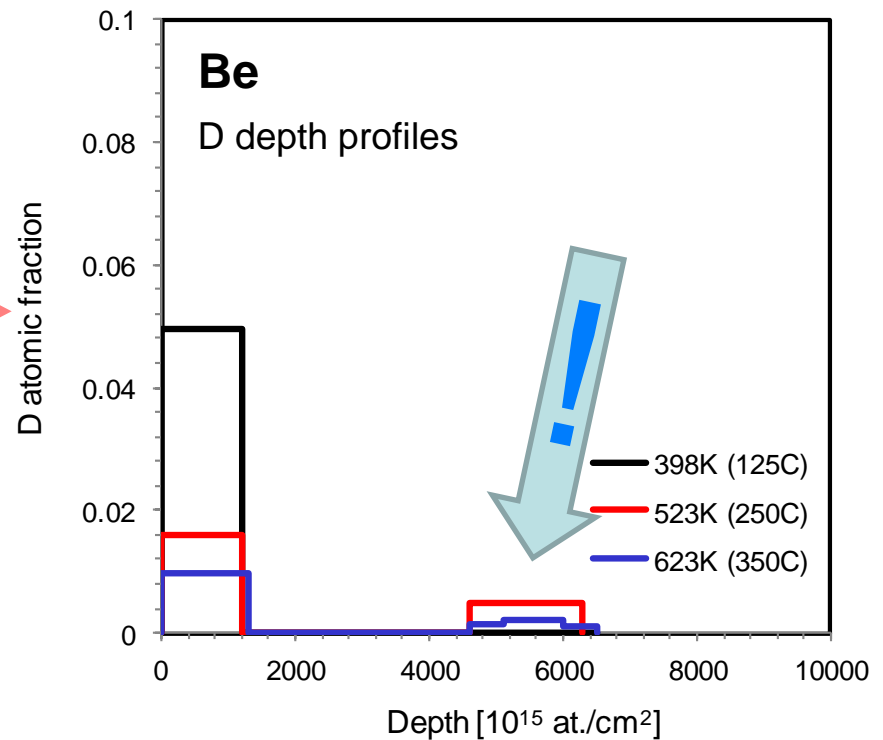 0.1
Be
D depth profiles
0.08
0.06
0.04
0.02
0
D atomic fraction
!
398K (125C)
523K (250C)
623K (350C)
0 2000 4000 6000 8000 10000
Depth [10¹⁵ at./cm²]